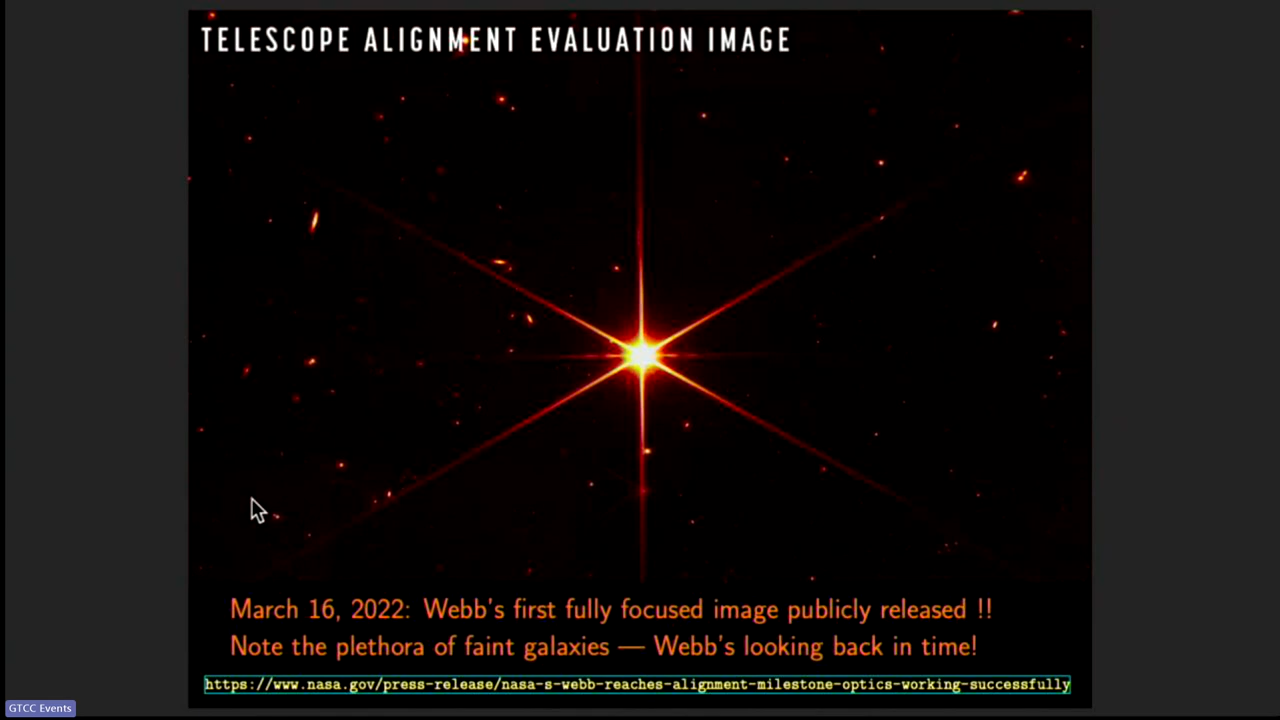 TELESCOPE ALIGNMENT EVALUATION IMAGE
March 16, 2022: Webb's first fully focused image publicly released !!
Note the plethora of faint galaxies — Webb's looking back in time!
https://www.nasa.gov/press-release/nasa-s-webb-reaches-alignment-milestone-optics-working-successfully
GTCC Events